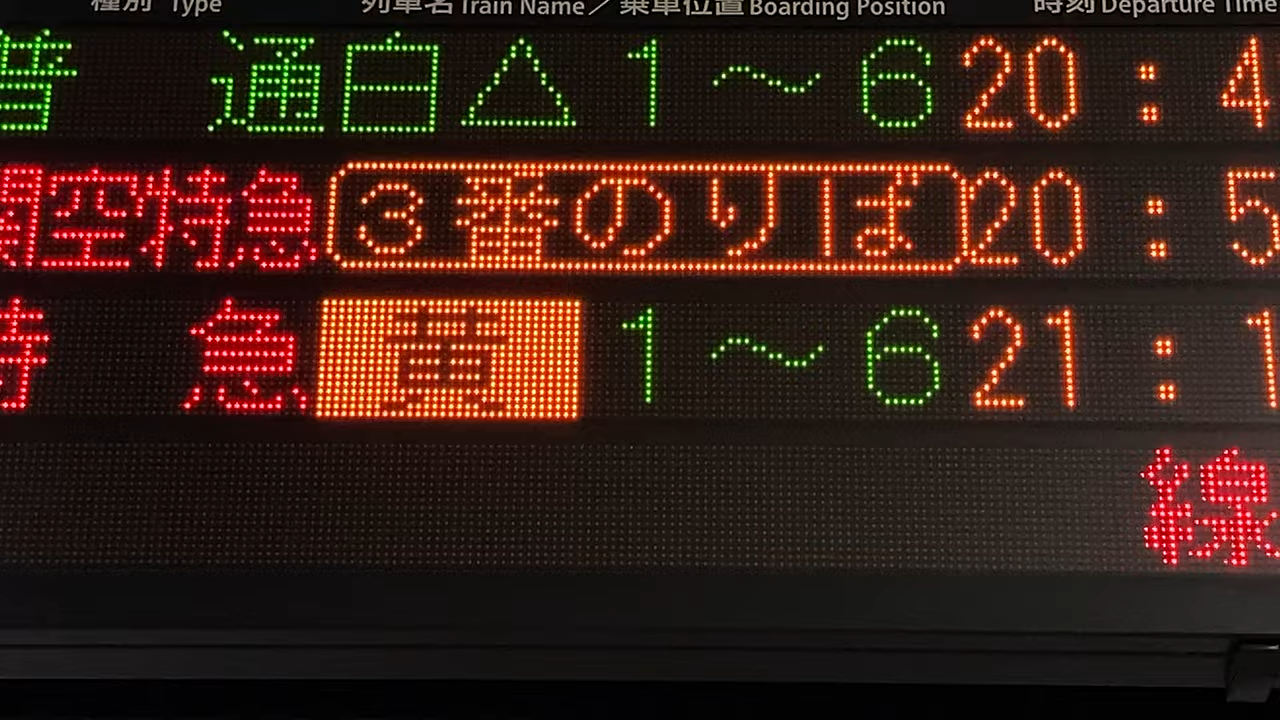 種別 Type 列車名 Train Name／乗車位置 Boarding Position 時刻 Departure Time
普 通 白△ 1～6 20:4
関空特急 3番のりば 20:5
特 急 黄 1～6 21:1
線